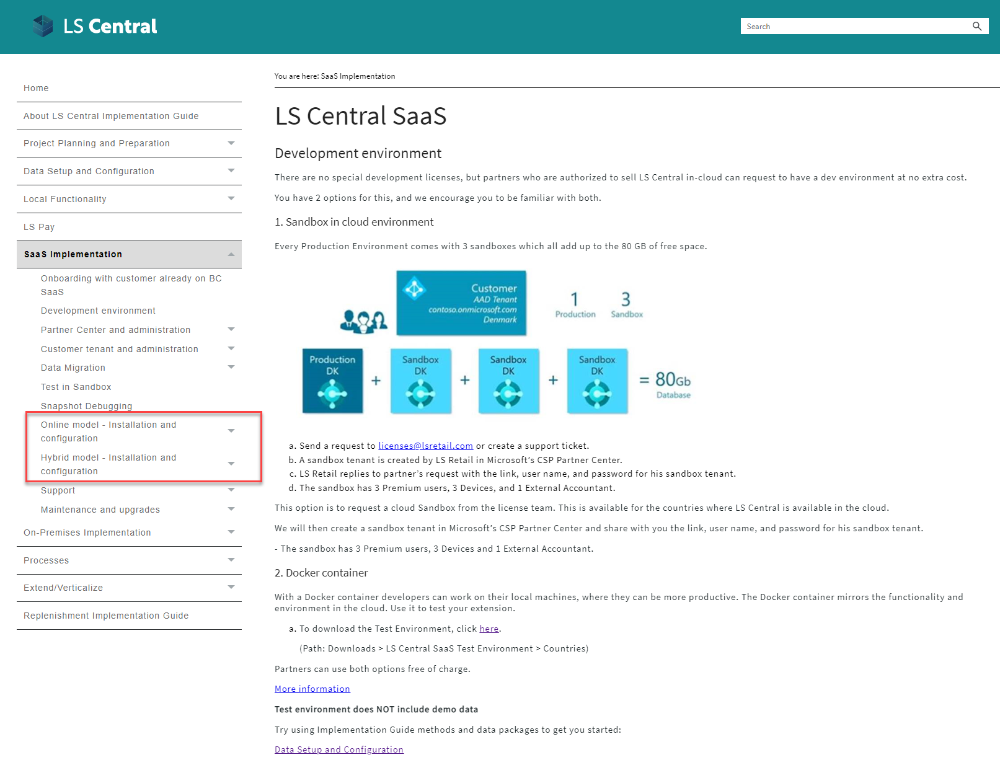 LS Central
Search
Home
About LS Central Implementation Guide
Project Planning and Preparation
Data Setup and Configuration
Local Functionality
LS Pay
SaaS Implementation
Onboarding with customer already on BC
SaaS
Development environment
Partner Center and administration
Customer tenant and administration
Data Migration
Test in Sandbox
Snapshot Debugging
Online model - Installation and
configuration
Hybrid model - Installation and
configuration
Support
Maintenance and upgrades
On-Premises Implementation
Processes
Extend/Verticalize
Replenishment Implementation Guide
You are here: SaaS Implementation
LS Central SaaS
Development environment
There are no special development licenses, but partners who are authorized to sell LS Central in-cloud can request to have a dev environment at no extra cost.
You have 2 options for this, and we encourage you to be familiar with both.
1. Sandbox in cloud environment
Every Production Environment comes with 3 sandboxes which all add up to the 80 GB of free space.
Customer
AAD Tenant
contoso.onmicrosoft.com
Denmark
1
Production
3
Sandbox
Production
DK
+
Sandbox
DK
+
Sandbox
DK
+
Sandbox
DK
= 80Gb
Database
a. Send a request to licenses@lsretail.com or create a support ticket.
b. A sandbox tenant is created by LS Retail in Microsoft’s CSP Partner Center.
c. LS Retail replies to partner’s request with the link, user name, and password for his sandbox tenant.
d. The sandbox has 3 Premium users, 3 Devices, and 1 External Accountant.
This option is to request a cloud Sandbox from the license team. This is available for the countries where LS Central is available in the cloud.
We will then create a sandbox tenant in Microsoft’s CSP Partner Center and share with you the link, user name, and password for his sandbox tenant.
- The sandbox has 3 Premium users, 3 Devices and 1 External Accountant.
2. Docker container
With a Docker container developers can work on their local machines, where they can be more productive. The Docker container mirrors the functionality and
environment in the cloud. Use it to test your extension.
a. To download the Test Environment, click here.
(Path: Downloads > LS Central SaaS Test Environment > Countries)
Partners can use both options free of charge.
More information
Test environment does NOT include demo data
Try using Implementation Guide methods and data packages to get you started:
Data Setup and Configuration